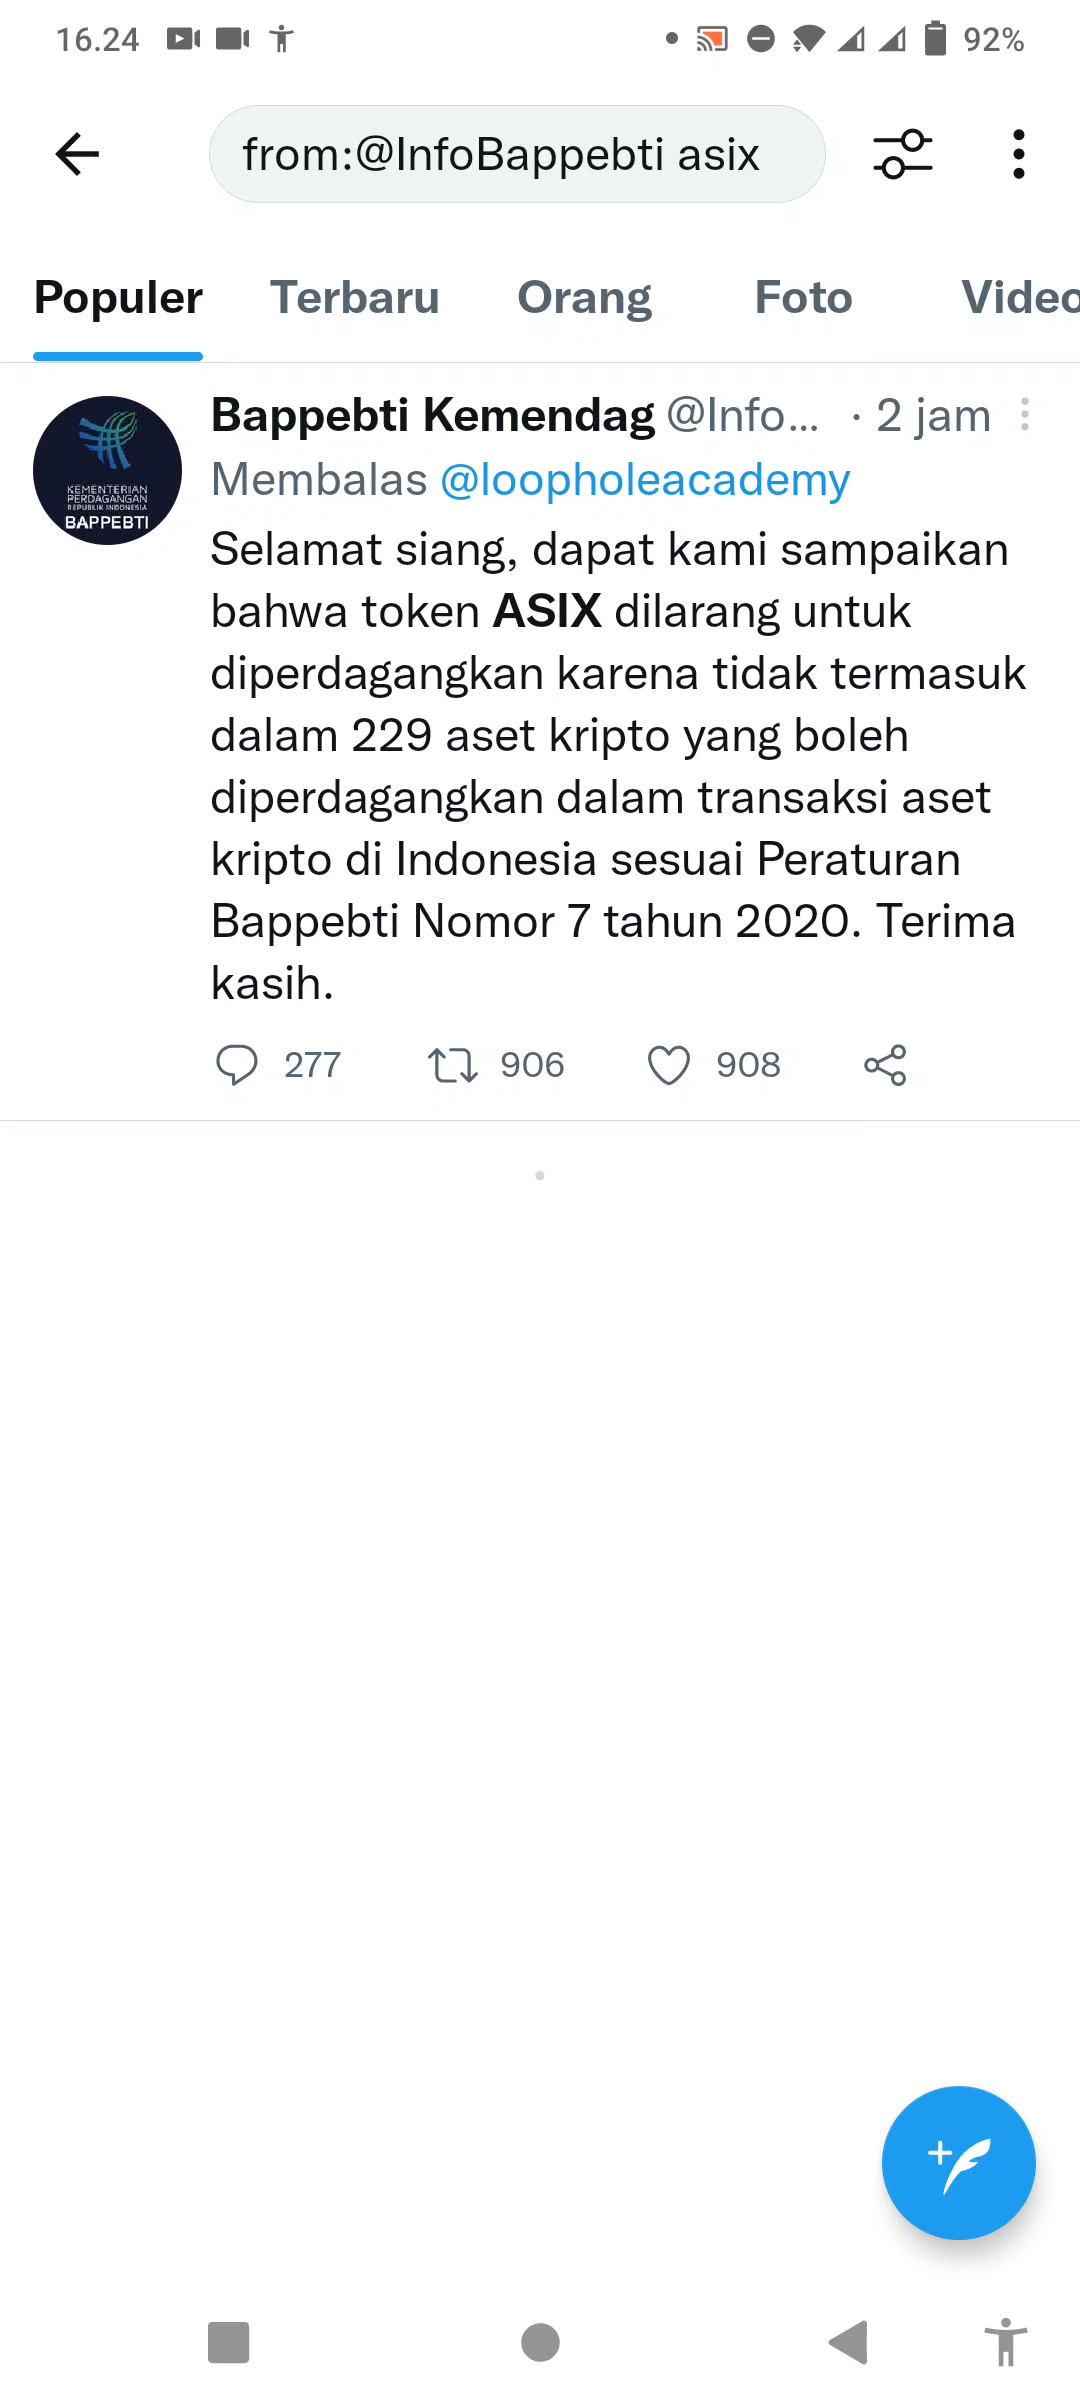 16.24
92%
from:@InfoBappebti asix
Populer Terbaru Orang Foto Video
KEMENTERIAN
PERDAGANGAN
REPUBLIK INDONESIA
BAPPEBTI
Bappebti Kemendag @Info... · 2 jam
Membalas @loopholeacademy
Selamat siang, dapat kami sampaikan
bahwa token ASIX dilarang untuk
diperdagangkan karena tidak termasuk
dalam 229 aset kripto yang boleh
diperdagangkan dalam transaksi aset
kripto di Indonesia sesuai Peraturan
Bappebti Nomor 7 tahun 2020. Terima
kasih.
277 906 908